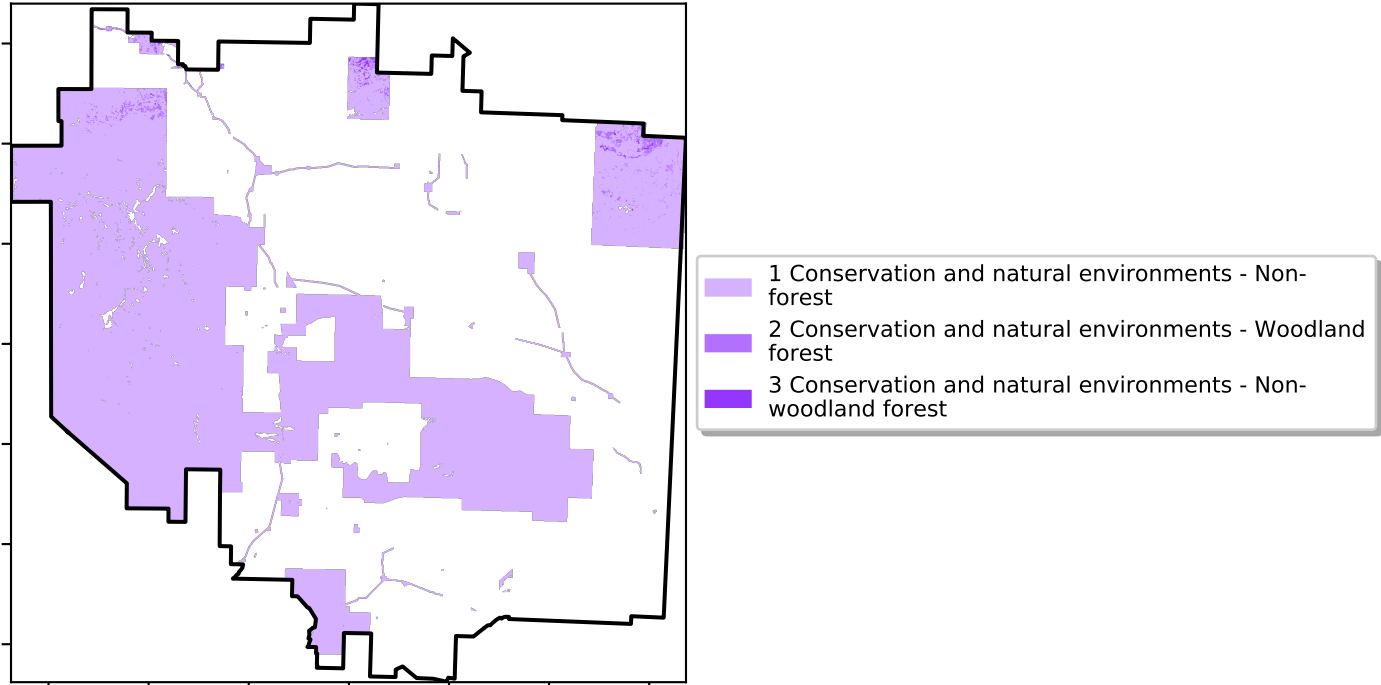 1 Conservation and natural environments - Non-
forest
2 Conservation and natural environments - Woodland
forest
3 Conservation and natural environments - Non-
woodland forest